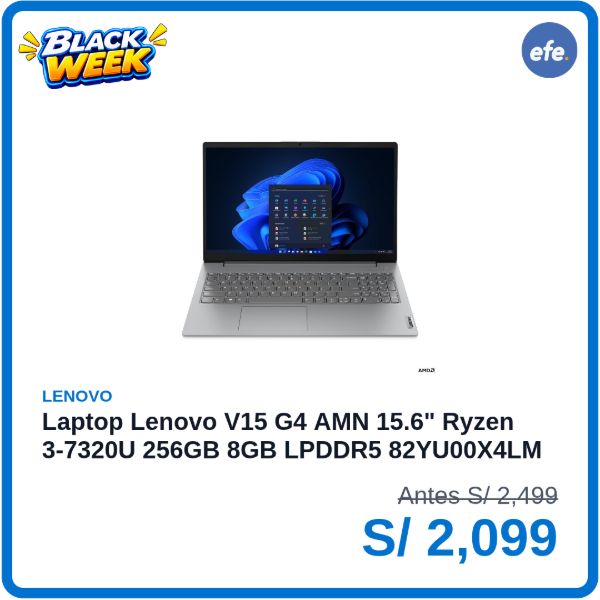 BLACK
WEEK
efe.
Lenovo
AMD
LENOVO
Laptop Lenovo V15 G4 AMN 15.6" Ryzen
3-7320U 256GB 8GB LPDDR5 82YU00X4LM
Antes S/ 2,499
S/ 2,099